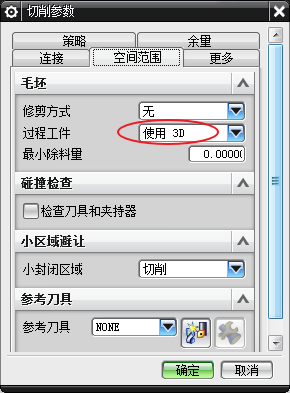 切削参数
策略 余量
连接 空间范围 更多
毛坯
修剪方式 无
过程工件 使用 3D
最小除料量 0.0000
碰撞检查
检查刀具和夹持器
小区域避让
小封闭区域 切削
参考刀具
参考刀具 NONE
确定 取消